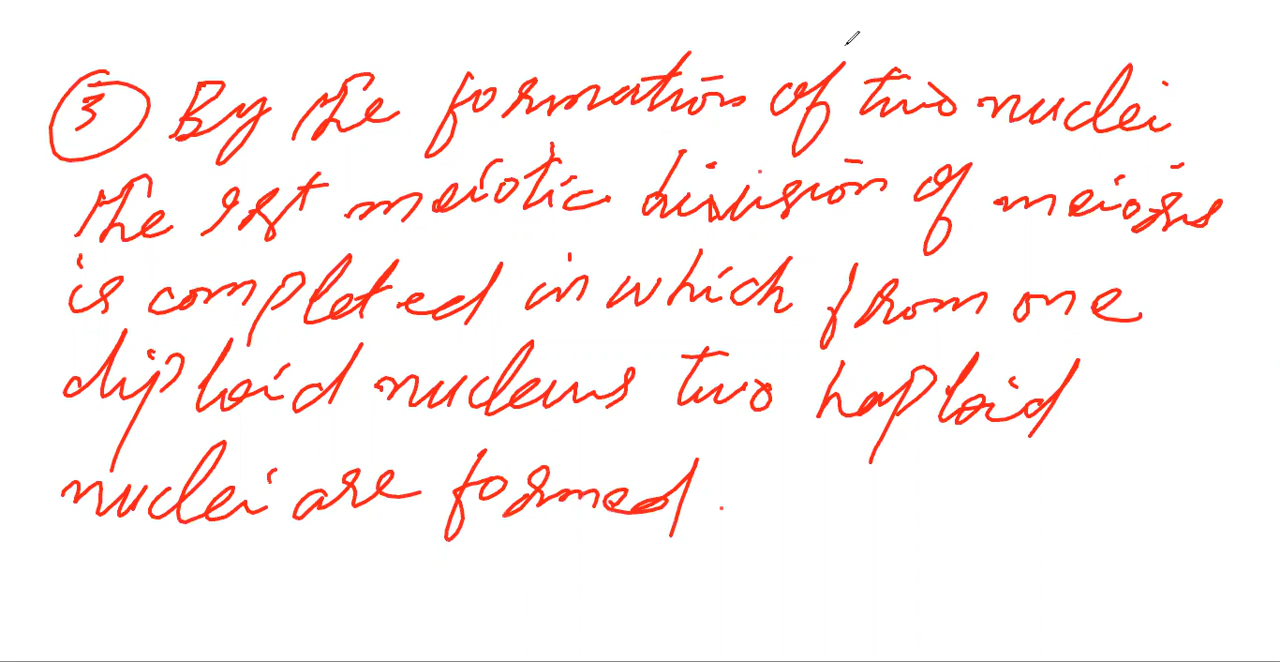 ③ By the formation of two nuclei
the Ist meiotic division of meiosis
is completed in which from one
diploid nucleus two haploid
nuclei are formed.